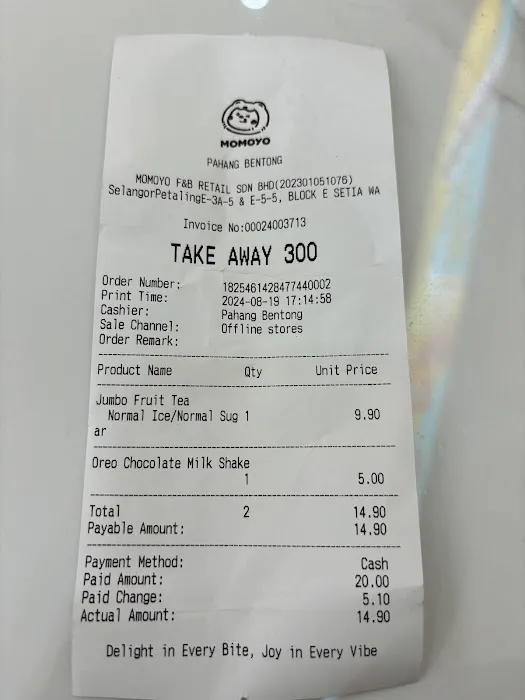 MOMOYO
PAHANG BENTONG
MOMOYO F&B RETAIL SDN BHD(202301051076)
SelangorPetalingE-3A-5 & E-5-5, BLOCK E SETIA WA
Invoice No:00024003713
TAKE AWAY 300
Order Number: 1825461428477440002
Print Time: 2024-08-19 17:14:58
Cashier: Pahang Bentong
Sale Channel: Offline stores
Order Remark:
Product Name Qty Unit Price
Jumbo Fruit Tea
Normal Ice/Normal Sug 1 9.90
ar
Oreo Chocolate Milk Shake
1 5.00
Total 2 14.90
Payable Amount: 14.90
Payment Method: Cash
Paid Amount: 20.00
Paid Change: 5.10
Actual Amount: 14.90
Delight in Every Bite, Joy in Every Vibe